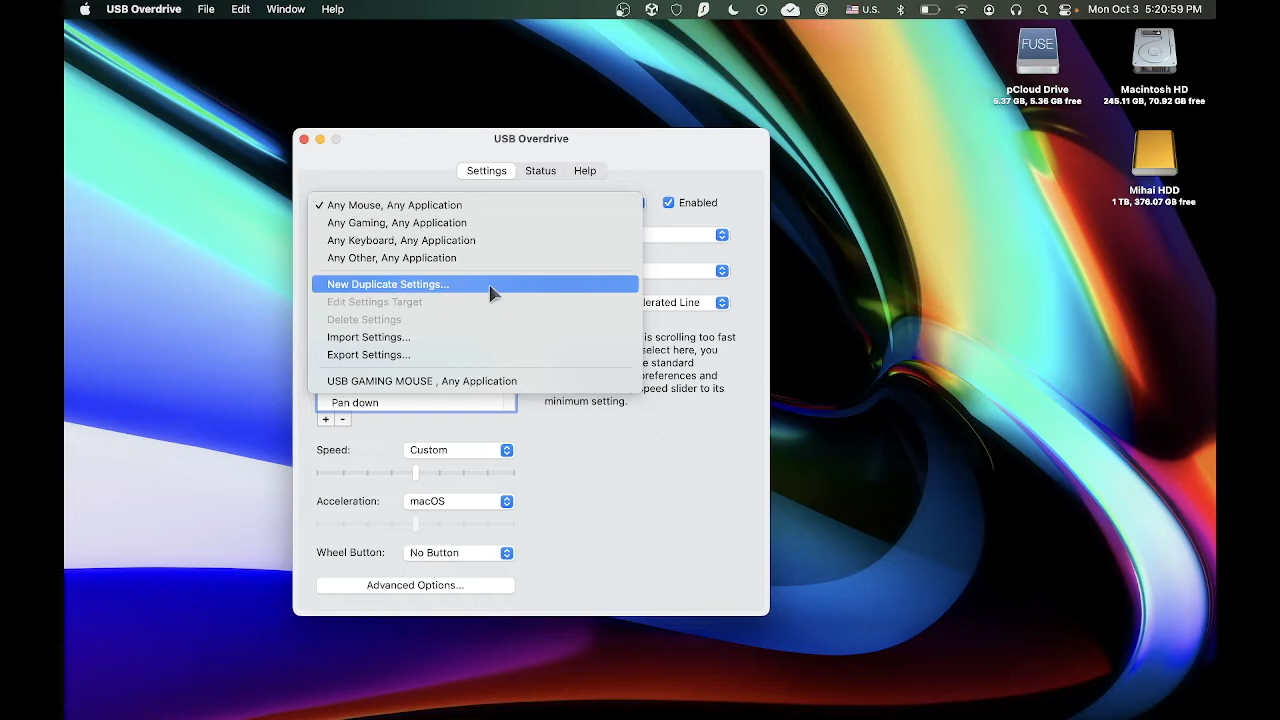 USB Overdrive File Edit Window Help U.S. Mon Oct 3 5:20:59 PM
FUSE
pCloud Drive
5.37 GB, 5.36 GB free
Macintosh HD
245.11 GB, 70.92 GB free
Mihai HDD
1 TB, 376.07 GB free
USB Overdrive
Settings Status Help
Any Mouse, Any Application
Enabled
Any Gaming, Any Application
Any Keyboard, Any Application
Any Other, Any Application
New Duplicate Settings...
Edit Settings Target
lerated Line
Delete Settings
Import Settings...
is scrolling too fast
Export Settings...
select here, you
e standard
references and
USB GAMING MOUSE , Any Application
peed slider to its
Pan down
minimum setting.
+ -
Speed: Custom
Acceleration: macOS
Wheel Button: No Button
Advanced Options...